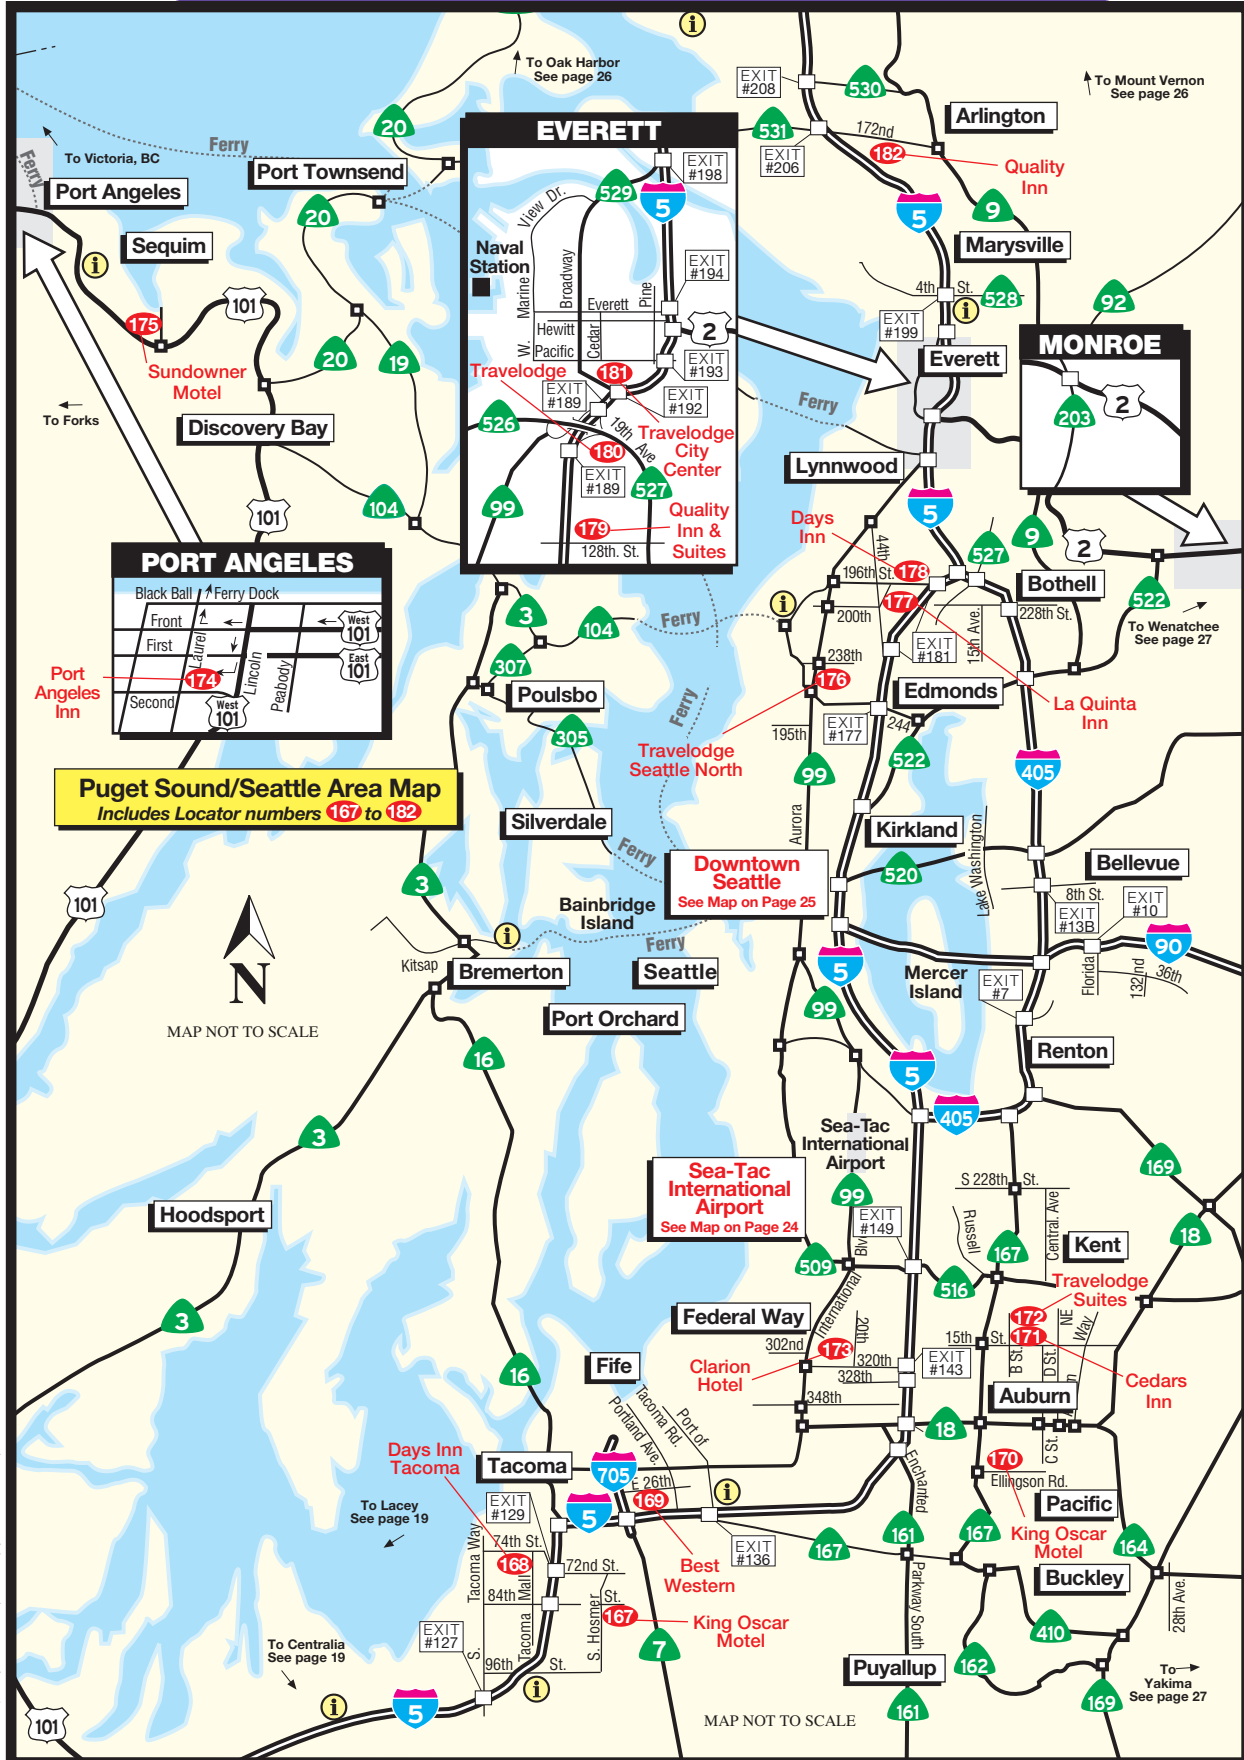 To Oak Harbor
See page 26
EXIT
#208
530
To Mount Vernon
See page 26
Arlington
20
531
172nd
182
EXIT
#206
Quality
Inn
To Victoria, BC
Ferry
Ferry
Port Townsend
Port Angeles
20
Sequim
5
9
Marysville
4th St.
528
92
EXIT
#199
EVERETT
EXIT
#198
529
5
View Dr.
Naval
Station
Marine
W.
Broadway
Pine
EXIT
#194
Everett
Hewitt
Cedar
Pacific
2
EXIT
#193
Travelodge
181
EXIT
#189
EXIT
#192
526
19th Ave
Travelodge
City
Center
180
EXIT
#189
527
99
Quality
Inn &
Suites
179
128th. St.
175
101
20
19
Sundowner
Motel
To Forks
Discovery Bay
104
101
Everett
MONROE
2
203
Ferry
Lynnwood
5
Days
Inn
44th
196th St.
178
177
200th
527
9
2
Bothell
228th St.
15th Ave.
522
To Wenatchee
See page 27
EXIT
#181
238th
176
Edmonds
La Quinta
Inn
EXIT
#177
244
195th
522
Travelodge
Seattle North
99
405
Aurora
PORT ANGELES
Black Ball
Ferry Dock
Front
West
101
First
Laurel
Lincoln
Peabody
East
101
174
Second
West
101
Port
Angeles
Inn
3
104
Ferry
307
Poulsbo
305
Ferry
Puget Sound/Seattle Area Map
Includes Locator numbers 167 to 182
Silverdale
Ferry
Kirkland
Lake Washington
520
Downtown
Seattle
See Map on Page 25
Bellevue
8th St.
EXIT
#13B
EXIT
#10
90
3
101
Bainbridge
Island
Ferry
N
Kitsap
Bremerton
Seattle
5
Mercer
Island
EXIT
#7
Florida
132nd
36th
MAP NOT TO SCALE
Port Orchard
99
16
Renton
5
405
3
Sea-Tac
International
Airport
169
Sea-Tac
International
Airport
See Map on Page 24
99
S 228th St.
Hoodsport
EXIT
#149
Blvd
Russell
167
Central. Ave
Kent
18
509
516
Travelodge
Suites
3
Federal Way
International
20th
302nd
173
172
171
NE
Way
15th St.
B St.
D St.
320th
EXIT
#143
328th
Clarion
Hotel
Fife
16
348th
Cedars
Inn
Auburn
18
C St.
Tacoma Rd.
Portland Ave.
Port of
Days Inn
Tacoma
Tacoma
705
E 26th
169
170
Ellingson Rd.
Enchanted
Pacific
King Oscar
Motel
To Lacey
See page 19
EXIT
#129
5
EXIT
#136
167
161
167
164
Best
Western
74th St.
168
72nd St.
Tacoma Way
S.
Mall
Tacoma
84th St.
S. Hosmer
167
King Oscar
Motel
Buckley
Parkway South
410
28th Ave.
To Centralia
See page 19
EXIT
#127
96th St.
7
Puyallup
162
To
Yakima
See page 27
169
5
101
161
MAP NOT TO SCALE